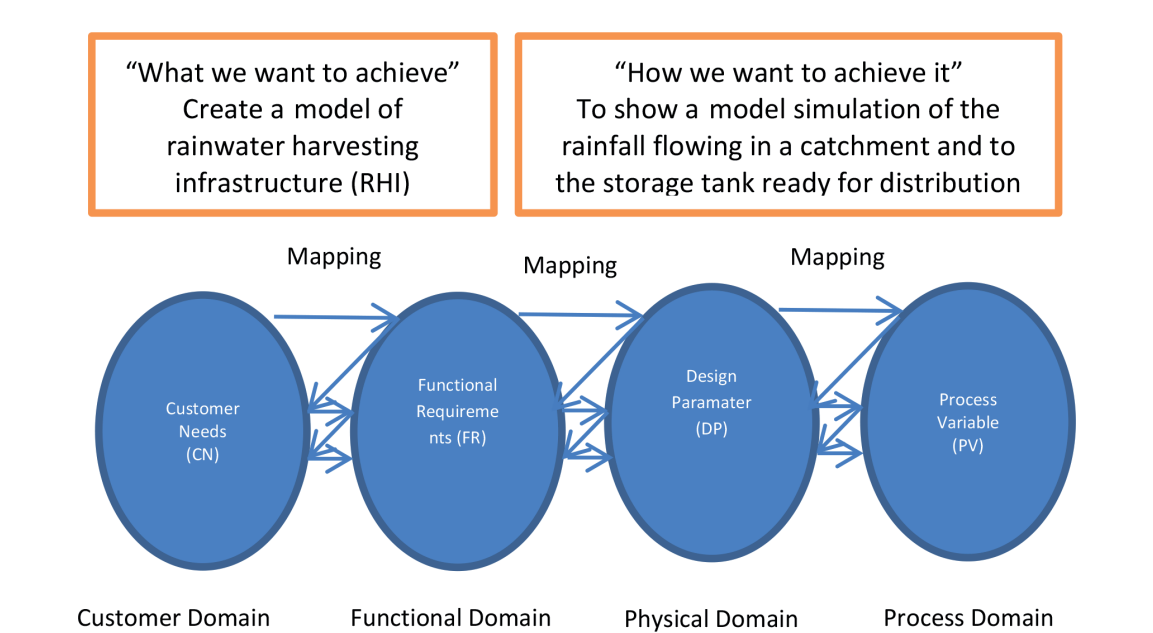 “What we want to achieve”
Create a model of
rainwater harvesting
infrastructure (RHI)
“How we want to achieve it”
To show a model simulation of the
rainfall flowing in a catchment and to
the storage tank ready for distribution
Mapping
Mapping
Mapping
Customer
Needs
(CN)
Functional
Requireme
nts (FR)
Design
Paramater
(DP)
Process
Variable
(PV)
Customer Domain
Functional Domain
Physical Domain
Process Domain